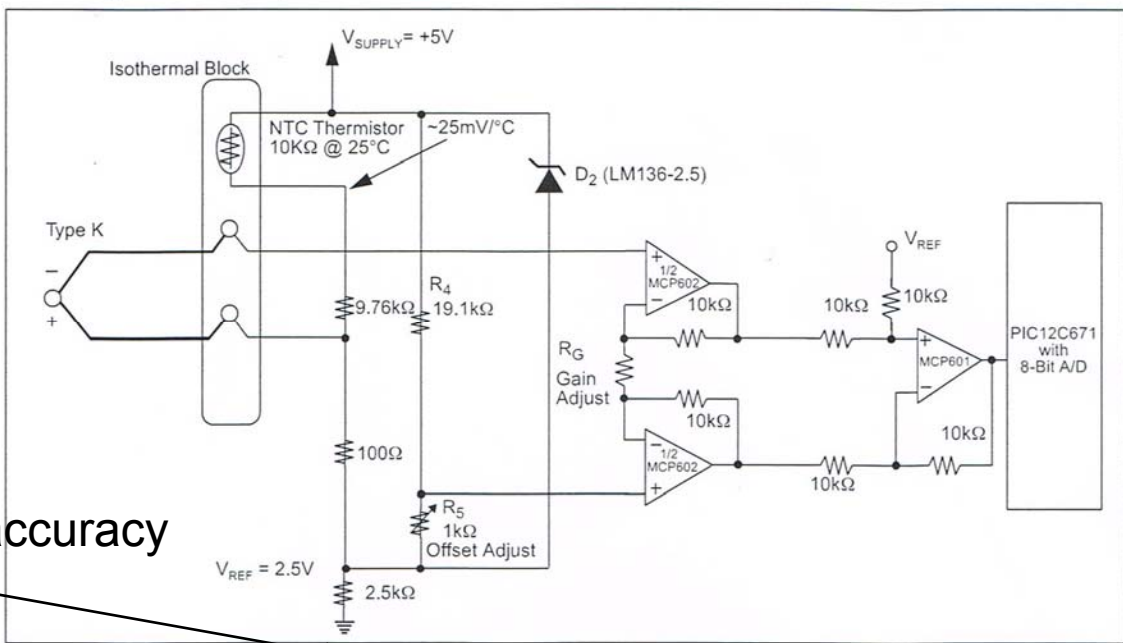 V_SUPPLY = +5V
Isothermal Block
NTC Thermistor
10KΩ @ 25°C
~25mV/°C
D₂ (LM136-2.5)
Type K
−
+
R₄
19.1kΩ
9.76kΩ
100Ω
R₅
1kΩ
Offset Adjust
V_REF = 2.5V
2.5kΩ
+
1/2
MCP602
−
10kΩ
R_G
Gain
Adjust
10kΩ
−
1/2
MCP602
+
10kΩ
V_REF
10kΩ
+
MCP601
−
10kΩ
10kΩ
PIC12C671
with
8-Bit A/D
ccuracy